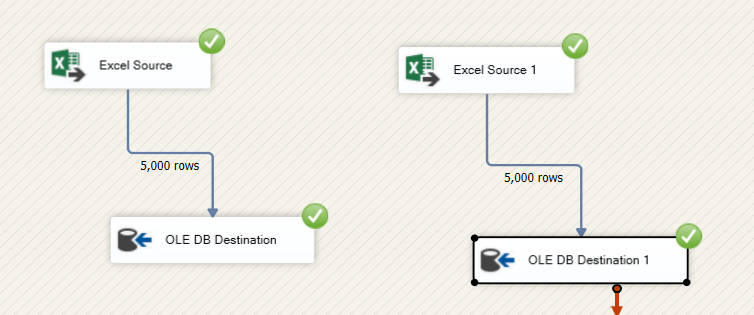 Excel Source
Excel Source 1
5,000 rows
5,000 rows
OLE DB Destination
OLE DB Destination 1